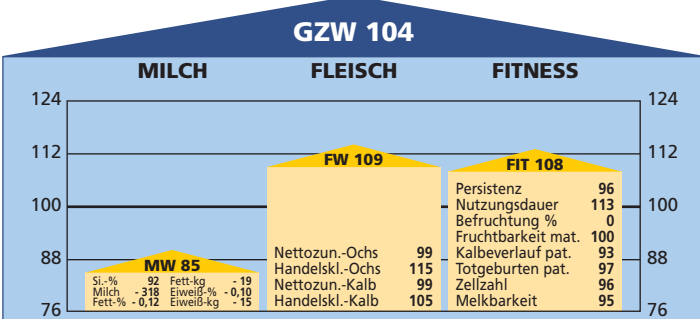 GZW 104
MILCH FLEISCH FITNESS
124 124
112 112
100 100
88 88
76 76
MW 85
Si.-% 92 Fett-kg - 19
Milch - 318 Eiweiß-% - 0,10
Fett-% - 0,12 Eiweiß-kg - 15
FW 109
Nettozun.-Ochs 99
Handelskl.-Ochs 115
Nettozun.-Kalb 99
Handelskl.-Kalb 105
FIT 108
Persistenz 96
Nutzungsdauer 113
Befruchtung % 0
Fruchtbarkeit mat. 100
Kalbeverlauf pat. 93
Totgeburten pat. 97
Zellzahl 96
Melkbarkeit 95